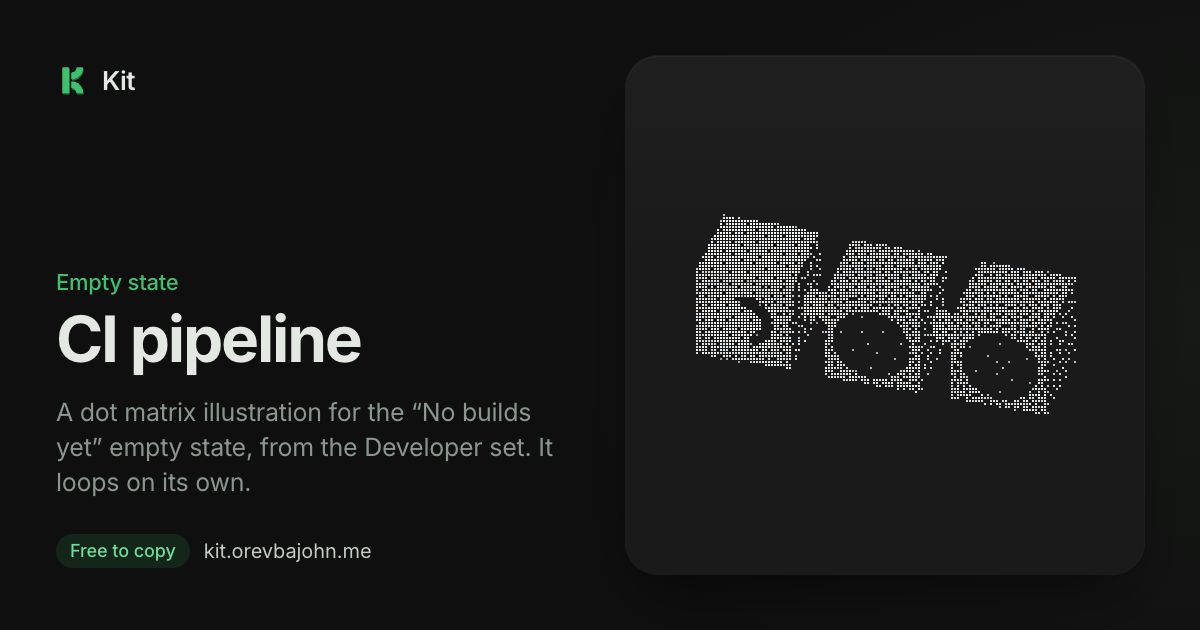 Kit
Empty state
CI pipeline
A dot matrix illustration for the “No builds
yet” empty state, from the Developer set. It
loops on its own.
Free to copy
kit.orevbajohn.me